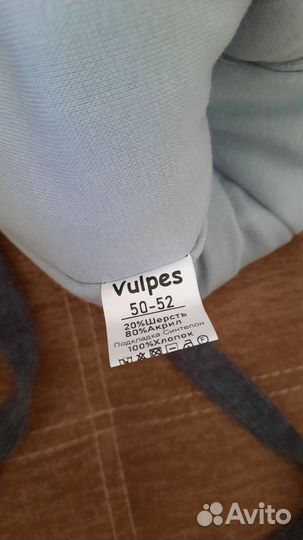 Vulpes
50-52
20%Шерсть
80%Акрил
Подкладка Синтепон
100%Хлопок
Avito